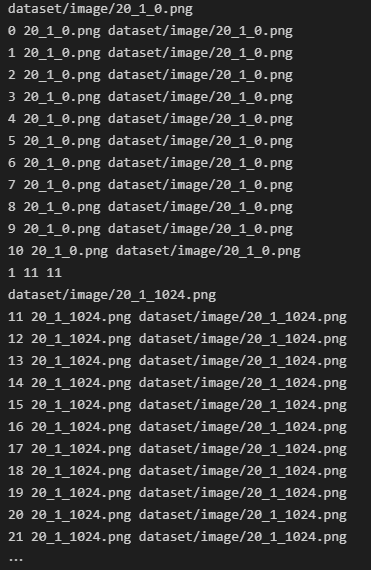 dataset/image/20_1_0.png
0 20_1_0.png dataset/image/20_1_0.png
1 20_1_0.png dataset/image/20_1_0.png
2 20_1_0.png dataset/image/20_1_0.png
3 20_1_0.png dataset/image/20_1_0.png
4 20_1_0.png dataset/image/20_1_0.png
5 20_1_0.png dataset/image/20_1_0.png
6 20_1_0.png dataset/image/20_1_0.png
7 20_1_0.png dataset/image/20_1_0.png
8 20_1_0.png dataset/image/20_1_0.png
9 20_1_0.png dataset/image/20_1_0.png
10 20_1_0.png dataset/image/20_1_0.png
1 11 11
dataset/image/20_1_1024.png
11 20_1_1024.png dataset/image/20_1_1024.png
12 20_1_1024.png dataset/image/20_1_1024.png
13 20_1_1024.png dataset/image/20_1_1024.png
14 20_1_1024.png dataset/image/20_1_1024.png
15 20_1_1024.png dataset/image/20_1_1024.png
16 20_1_1024.png dataset/image/20_1_1024.png
17 20_1_1024.png dataset/image/20_1_1024.png
18 20_1_1024.png dataset/image/20_1_1024.png
19 20_1_1024.png dataset/image/20_1_1024.png
20 20_1_1024.png dataset/image/20_1_1024.png
21 20_1_1024.png dataset/image/20_1_1024.png
...